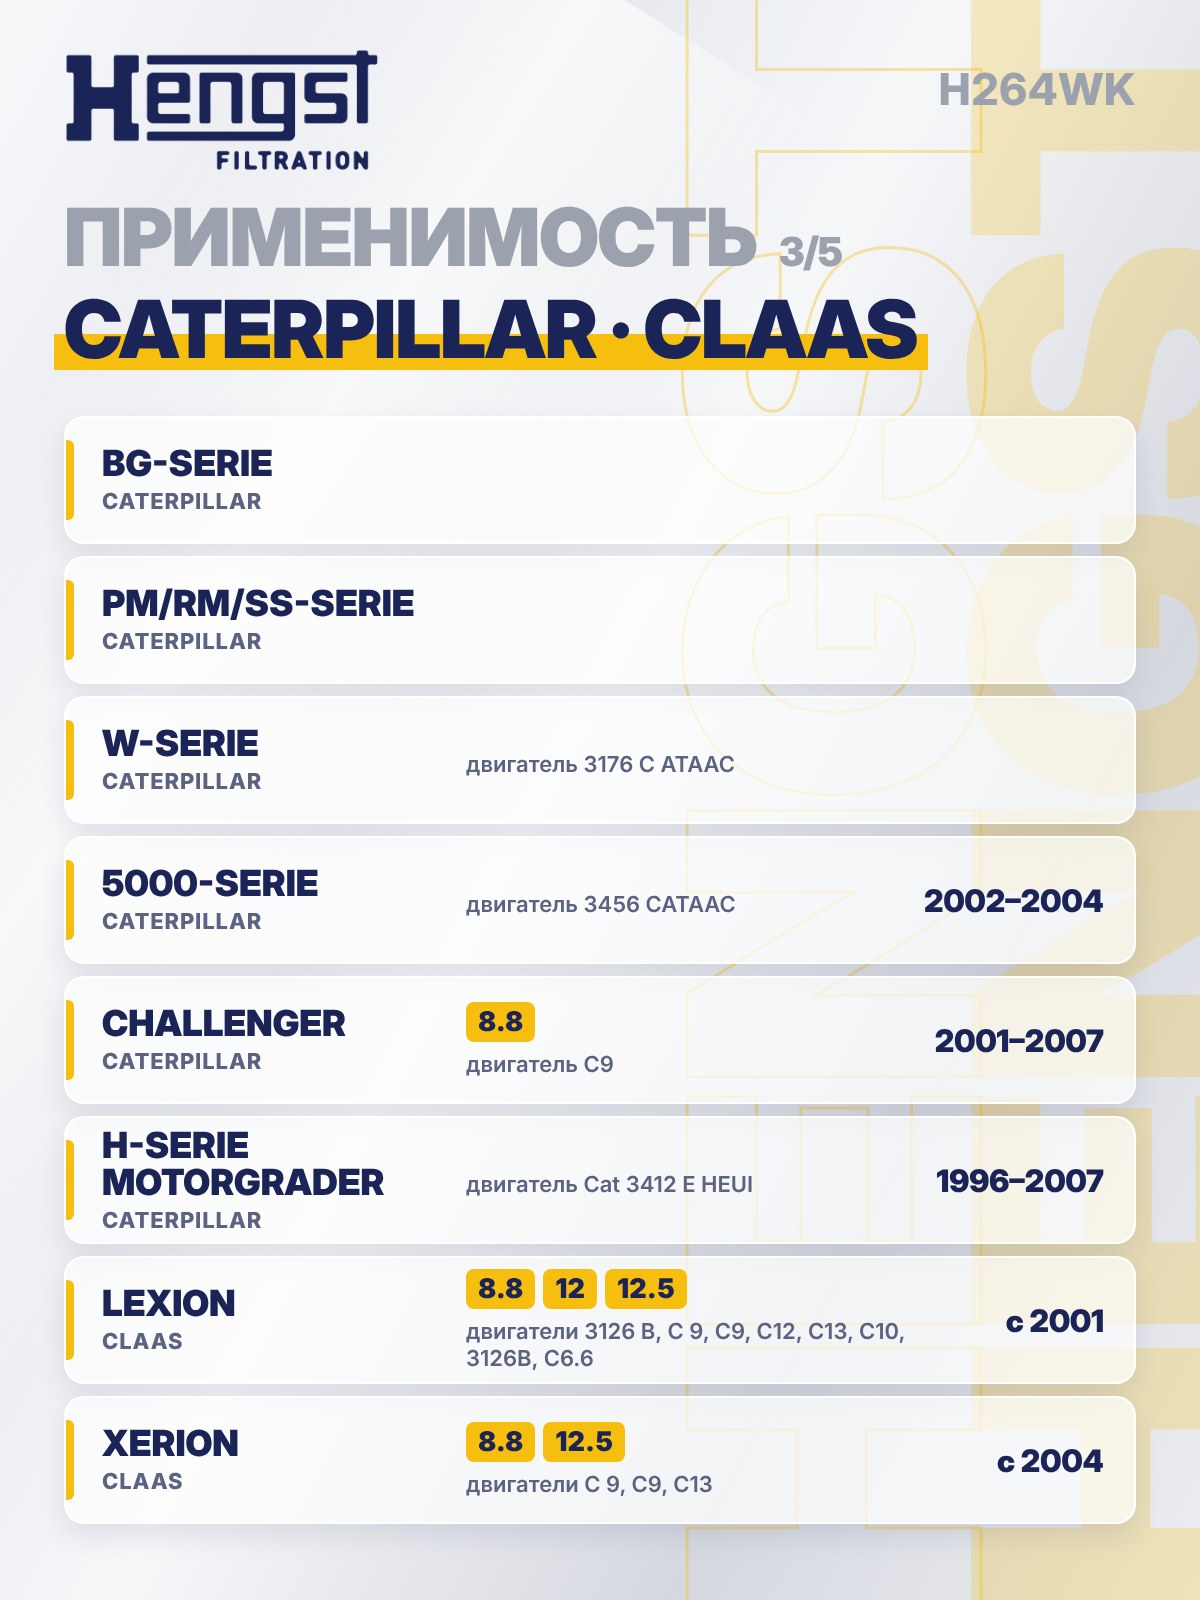 Hengst
FILTRATION
H264WK
ПРИМЕНИМОСТЬ 3/5
CATERPILLAR · CLAAS
BG-SERIE
CATERPILLAR
PM/RM/SS-SERIE
CATERPILLAR
W-SERIE
CATERPILLAR
двигатель 3176 C ATAAC
5000-SERIE
CATERPILLAR
двигатель 3456 CATAAC
2002–2004
CHALLENGER
CATERPILLAR
8.8
двигатель C9
2001–2007
H-SERIE
MOTORGRADER
CATERPILLAR
двигатель Cat 3412 E HEUI
1996–2007
LEXION
CLAAS
8.8 12 12.5
двигатели 3126 B, C 9, C9, C12, C13, C10,
3126B, C6.6
с 2001
XERION
CLAAS
8.8 12.5
двигатели C 9, C9, C13
с 2004
HENGST
HENGST